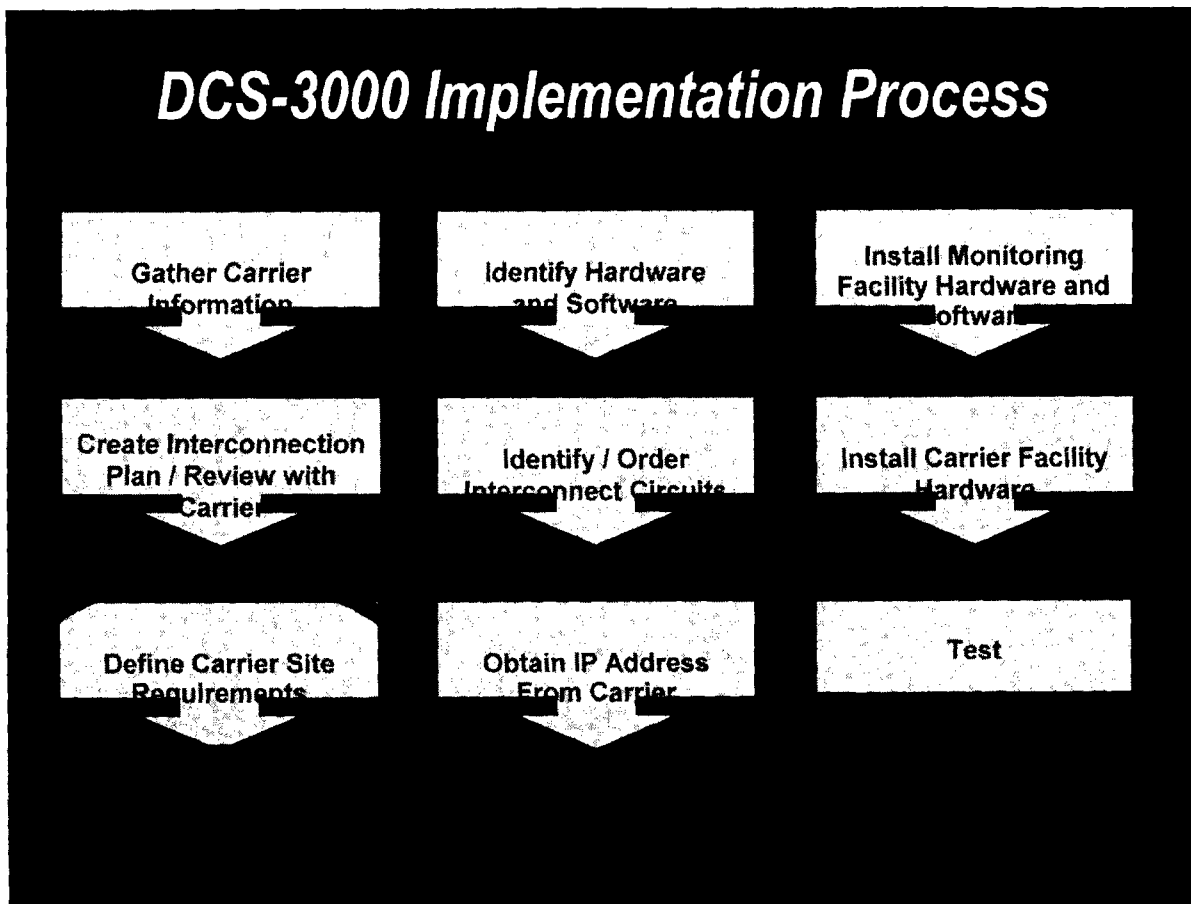 DCS-3000 Implementation Process
Gather Carrier
Information
Create Interconnection
Plan / Review with
Carrier
Define Carrier Site
Requirements
Identify Hardware
and Software
Identify / Order
Interconnect Circuits
Obtain IP Address
From Carrier
Install Monitoring
Facility Hardware and
Software
Install Carrier Facility
Hardware
Test